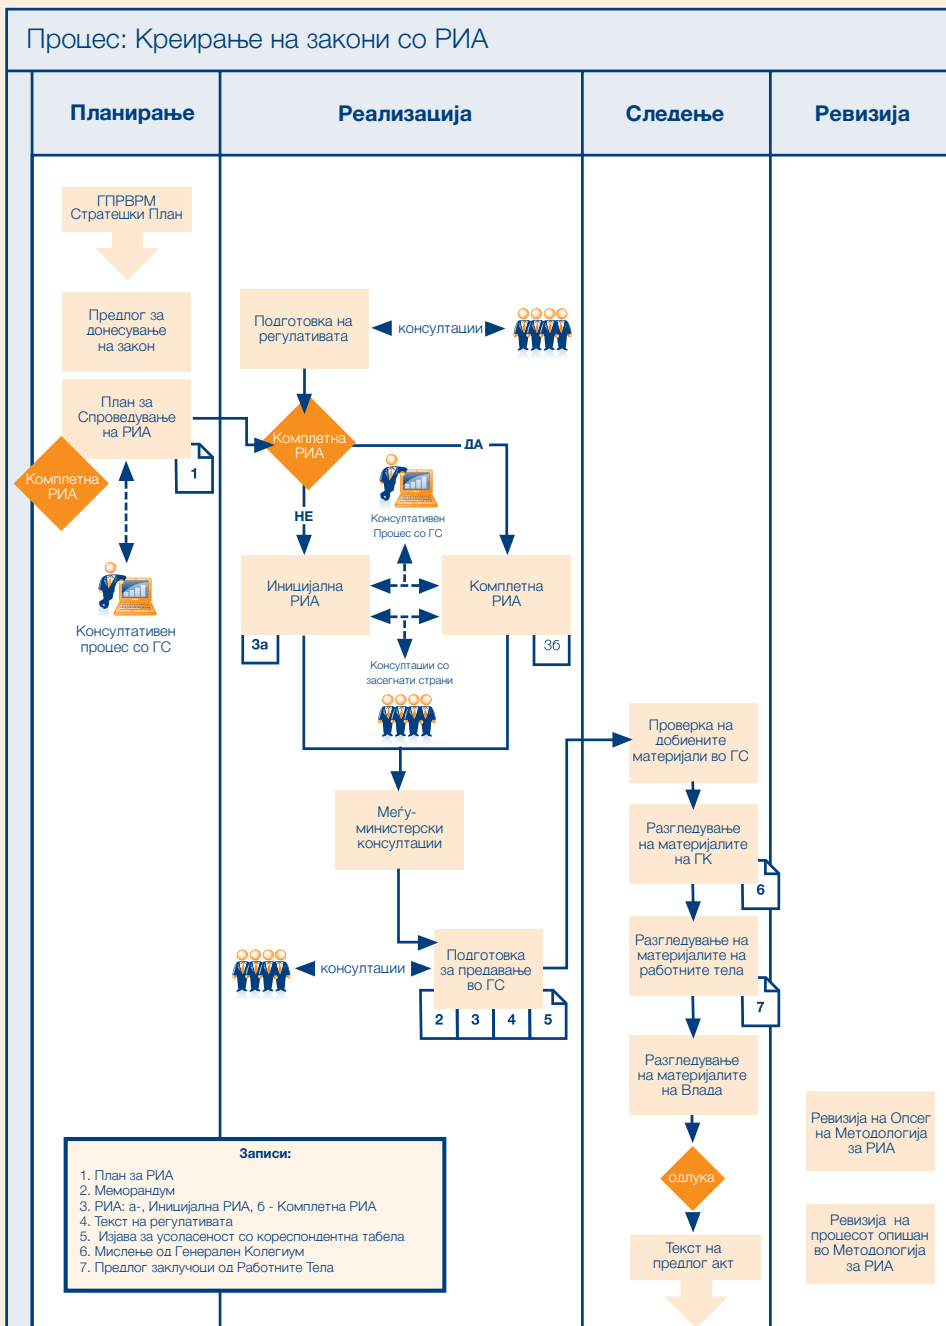 Процес: Креирање на закони со РИА
Планирање
Реализација
Следење
Ревизија
ГПРВРМ
Стратешки План
Предлог за
донесување
на закон
План за
Спроведување
на РИА
1
Комплетна
РИА
Консултативен
процес со ГС
Подготовка на
регулативата
консултации
Комплетна
РИА
ДА
НЕ
Консултативен
Процес со ГС
Иницијална
РИА
3а
Комплетна
РИА
3б
Консултации со
засегнати страни
Меѓу-
министерски
консултации
консултации
Подготовка
за предавање
во ГС
2
3
4
5
Проверка на
добиените
материјали во ГС
Разгледување
на материјалите
на ГК
6
Разгледување на
материјалите на
работните тела
7
Разгледување
на материјалите
на Влада
одлука
Текст на
предлог акт
Ревизија на Опсег
на Методологија
за РИА
Ревизија на
процесот опишан
во Методологија
за РИА
Записи:
1. План за РИА
2. Меморандум
3. РИА: а-, Иницијална РИА, б - Комплетна РИА
4. Текст на регулативата
5. Изјава за усоласеност со кореспондентна табела
6. Мислење од Генерален Колегиум
7. Предлог заклучоци од Работните Тела